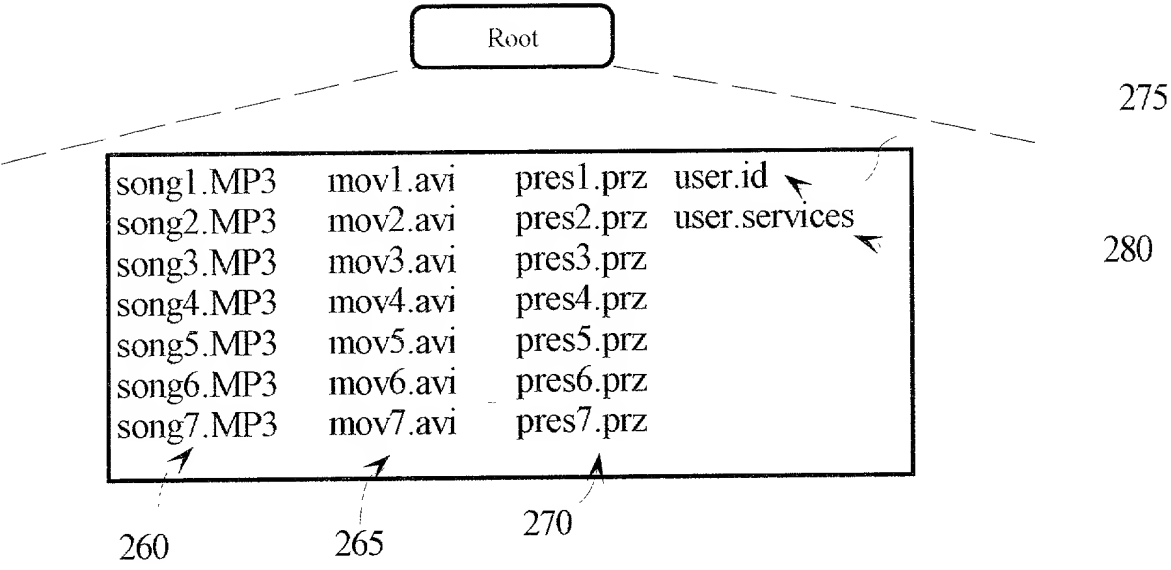 Root
275
song1.MP3 mov1.avi pres1.prz user.id
song2.MP3 mov2.avi pres2.prz user.services
280
song3.MP3 mov3.avi pres3.prz
song4.MP3 mov4.avi pres4.prz
song5.MP3 mov5.avi pres5.prz
song6.MP3 mov6.avi pres6.prz
song7.MP3 mov7.avi pres7.prz
260 265 270